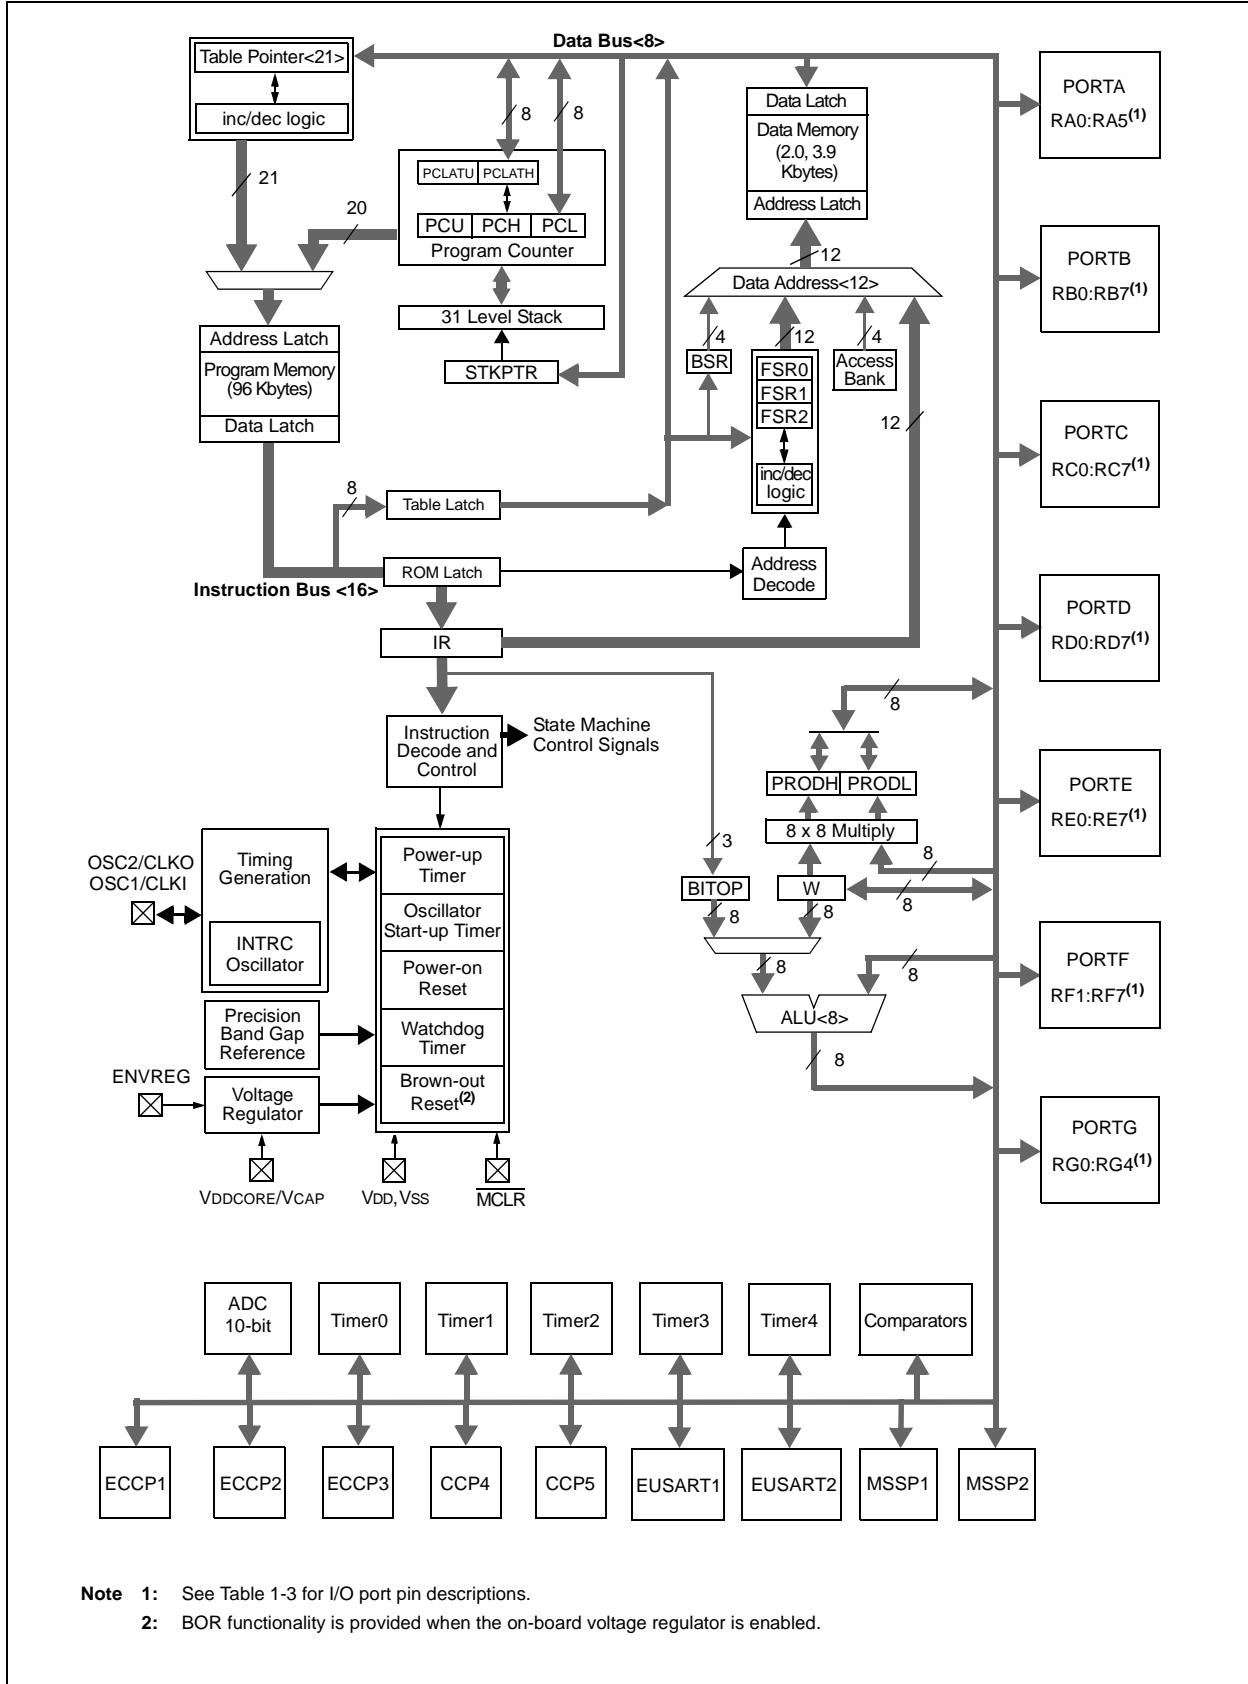 Data Bus<8>
Table Pointer<21>
inc/dec logic
21
20
8
8
PCLATU PCLATH
PCU PCH PCL
Program Counter
31 Level Stack
STKPTR
Address Latch
Program Memory
(96 Kbytes)
Data Latch
8
Table Latch
ROM Latch
Instruction Bus <16>
IR
Data Latch
Data Memory
(2.0, 3.9
Kbytes)
Address Latch
12
Data Address<12>
4
12
4
BSR
FSR0
FSR1
FSR2
inc/dec
logic
Access
Bank
12
Address
Decode
Instruction
Decode and
Control
State Machine
Control Signals
8
PRODH PRODL
8 x 8 Multiply
3
8
BITOP
W
8
8
8
8
8
ALU<8>
8
OSC2/CLKO
OSC1/CLKI
Timing
Generation
INTRC
Oscillator
Power-up
Timer
Oscillator
Start-up Timer
Power-on
Reset
Watchdog
Timer
Brown-out
Reset(2)
Precision
Band Gap
Reference
ENVREG
Voltage
Regulator
VDDCORE/VCAP
VDD, VSS
MCLR
PORTA
RA0:RA5(1)
PORTB
RB0:RB7(1)
PORTC
RC0:RC7(1)
PORTD
RD0:RD7(1)
PORTE
RE0:RE7(1)
PORTF
RF1:RF7(1)
PORTG
RG0:RG4(1)
ADC
10-bit
Timer0
Timer1
Timer2
Timer3
Timer4
Comparators
ECCP1
ECCP2
ECCP3
CCP4
CCP5
EUSART1
EUSART2
MSSP1
MSSP2
Note 1: See Table 1-3 for I/O port pin descriptions.
2: BOR functionality is provided when the on-board voltage regulator is enabled.